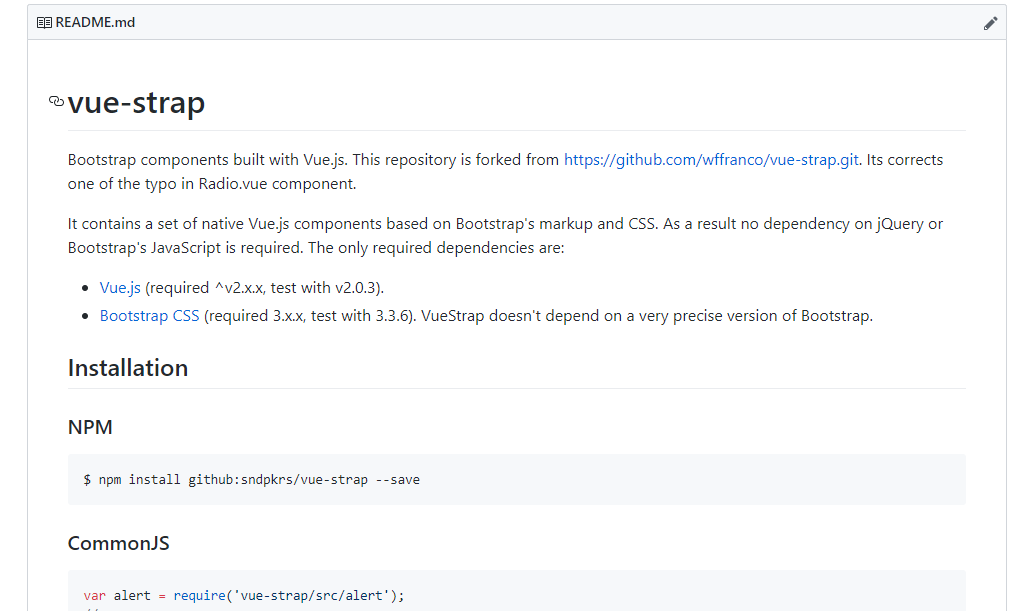 README.md
vue-strap
Bootstrap components built with Vue.js. This repository is forked from https://github.com/wffranco/vue-strap.git. Its corrects
one of the typo in Radio.vue component.
It contains a set of native Vue.js components based on Bootstrap's markup and CSS. As a result no dependency on jQuery or
Bootstrap's JavaScript is required. The only required dependencies are:
Vue.js (required ^v2.x.x, test with v2.0.3).
Bootstrap CSS (required 3.x.x, test with 3.3.6). VueStrap doesn't depend on a very precise version of Bootstrap.
Installation
NPM
$ npm install github:sndpkrs/vue-strap --save
CommonJS
var alert = require('vue-strap/src/alert');